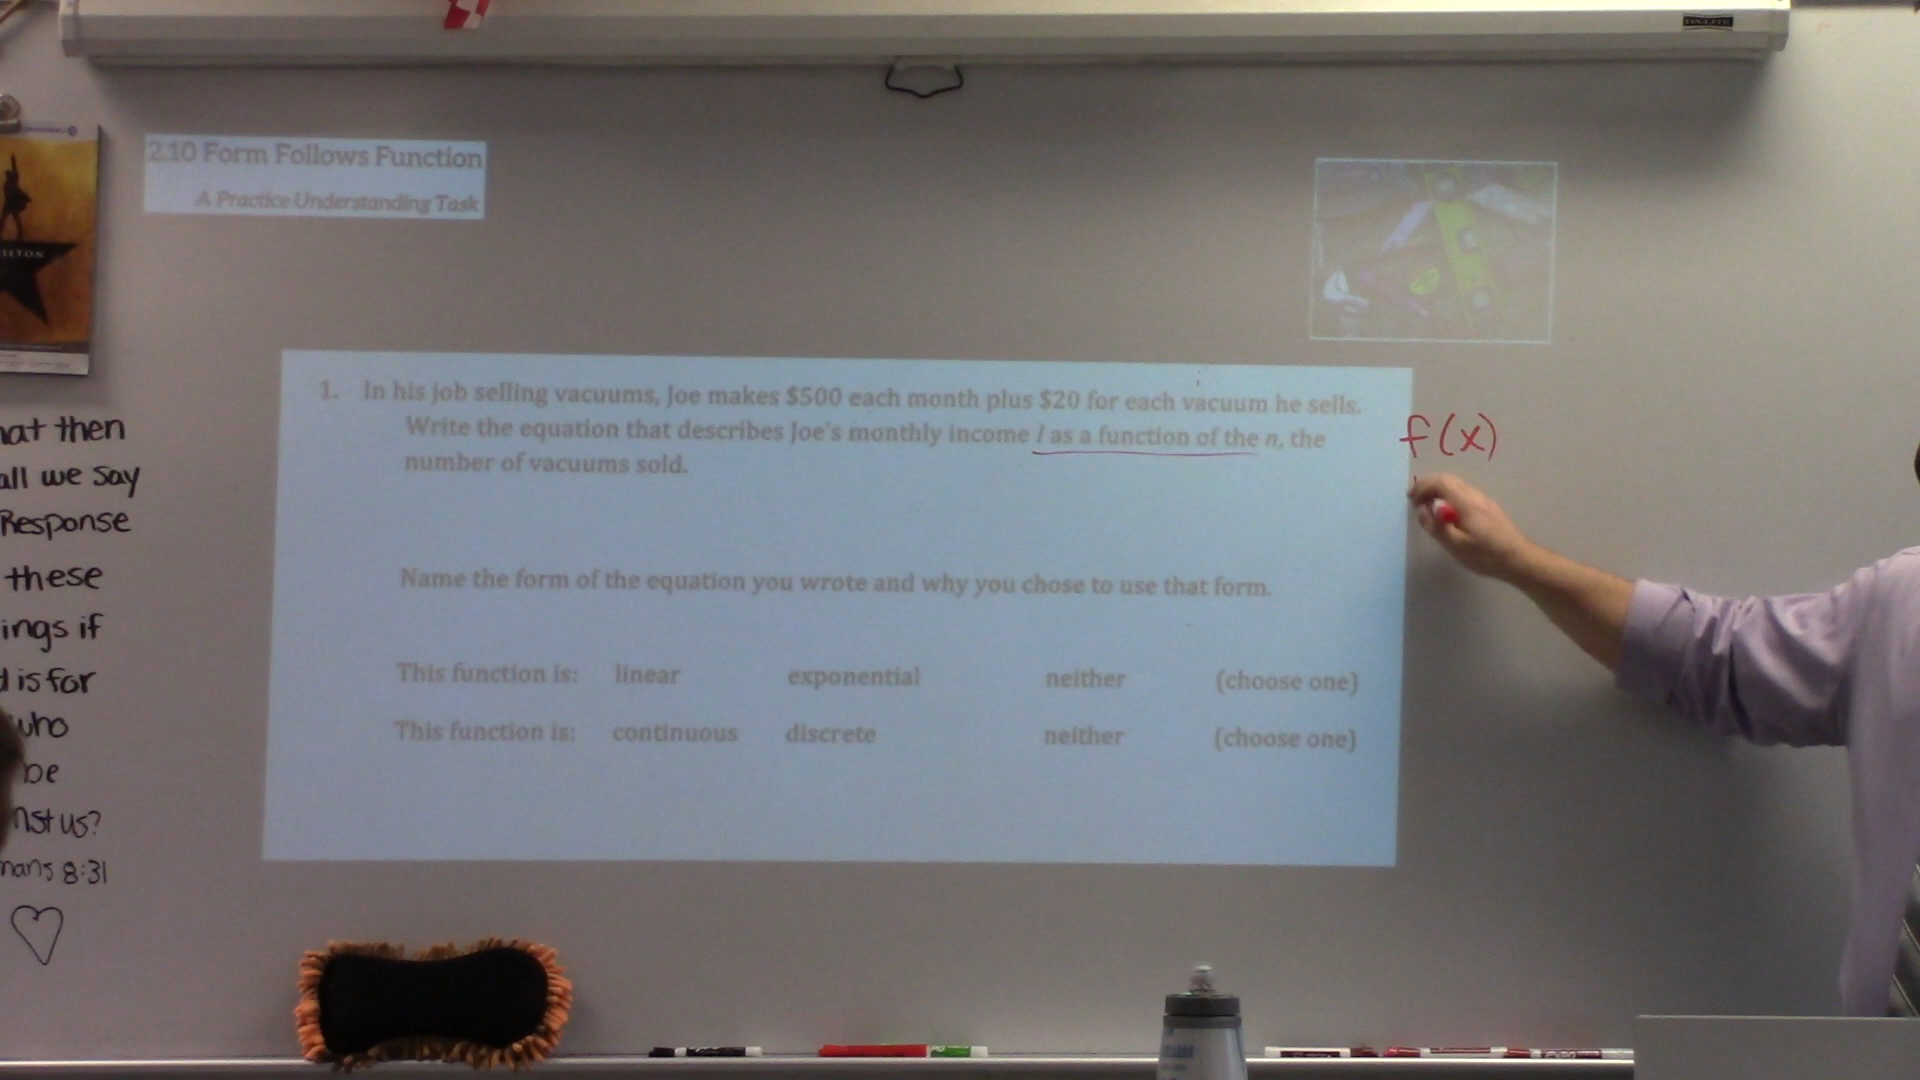 2.10 Form Follows Function
A Practice Understanding Task
1. In his job selling vacuums, Joe makes $500 each month plus $20 for each vacuum he sells.
Write the equation that describes Joe's monthly income I as a function of the n, the
number of vacuums sold.
f(x)
Name the form of the equation you wrote and why you chose to use that form.
This function is: linear exponential neither (choose one)
This function is: continuous discrete neither (choose one)
ILTON
hat then
all we say
Response
these
ings if
d is for
who
be
nst us?
mans 8:31